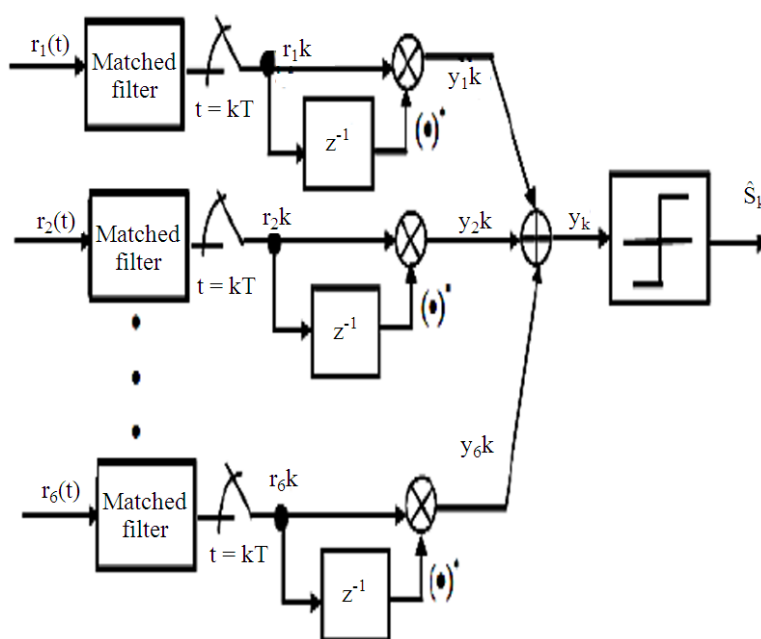 r₁(t)
Matched
filter
t = kT
r₁k
z⁻¹
(•)*
y₁k
r₂(t)
Matched
filter
t = kT
r₂k
z⁻¹
(•)*
y₂k
yₖ
Ŝₖ
r₆(t)
Matched
filter
t = kT
r₆k
z⁻¹
(•)*
y₆k